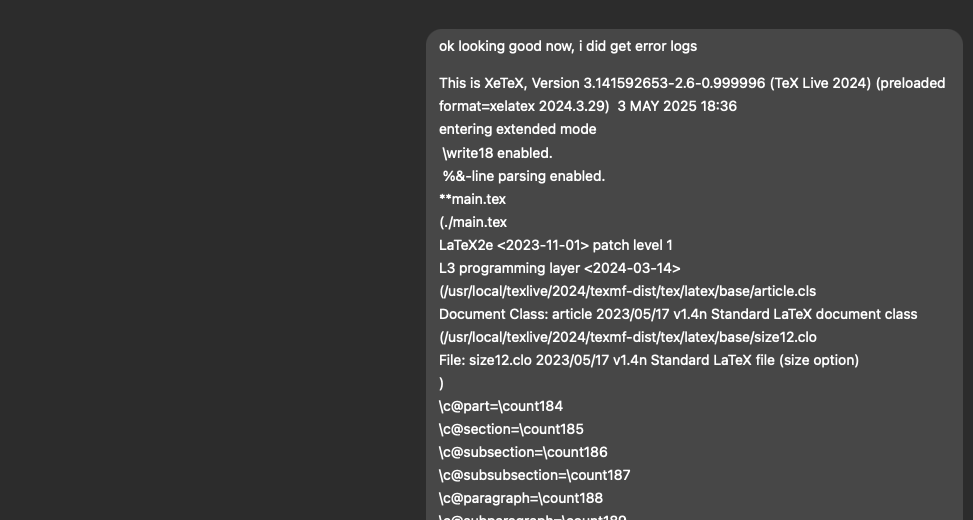 ok looking good now, i did get error logs
This is XeTeX, Version 3.141592653-2.6-0.999996 (TeX Live 2024) (preloaded
format=xelatex 2024.3.29)  3 MAY 2025 18:36
entering extended mode
 \write18 enabled.
 %&-line parsing enabled.
**main.tex
(./main.tex
LaTeX2e <2023-11-01> patch level 1
L3 programming layer <2024-03-14>
(/usr/local/texlive/2024/texmf-dist/tex/latex/base/article.cls
Document Class: article 2023/05/17 v1.4n Standard LaTeX document class
(/usr/local/texlive/2024/texmf-dist/tex/latex/base/size12.clo
File: size12.clo 2023/05/17 v1.4n Standard LaTeX file (size option)
)
\c@part=\count184
\c@section=\count185
\c@subsection=\count186
\c@subsubsection=\count187
\c@paragraph=\count188
\c@subparagraph=\count189